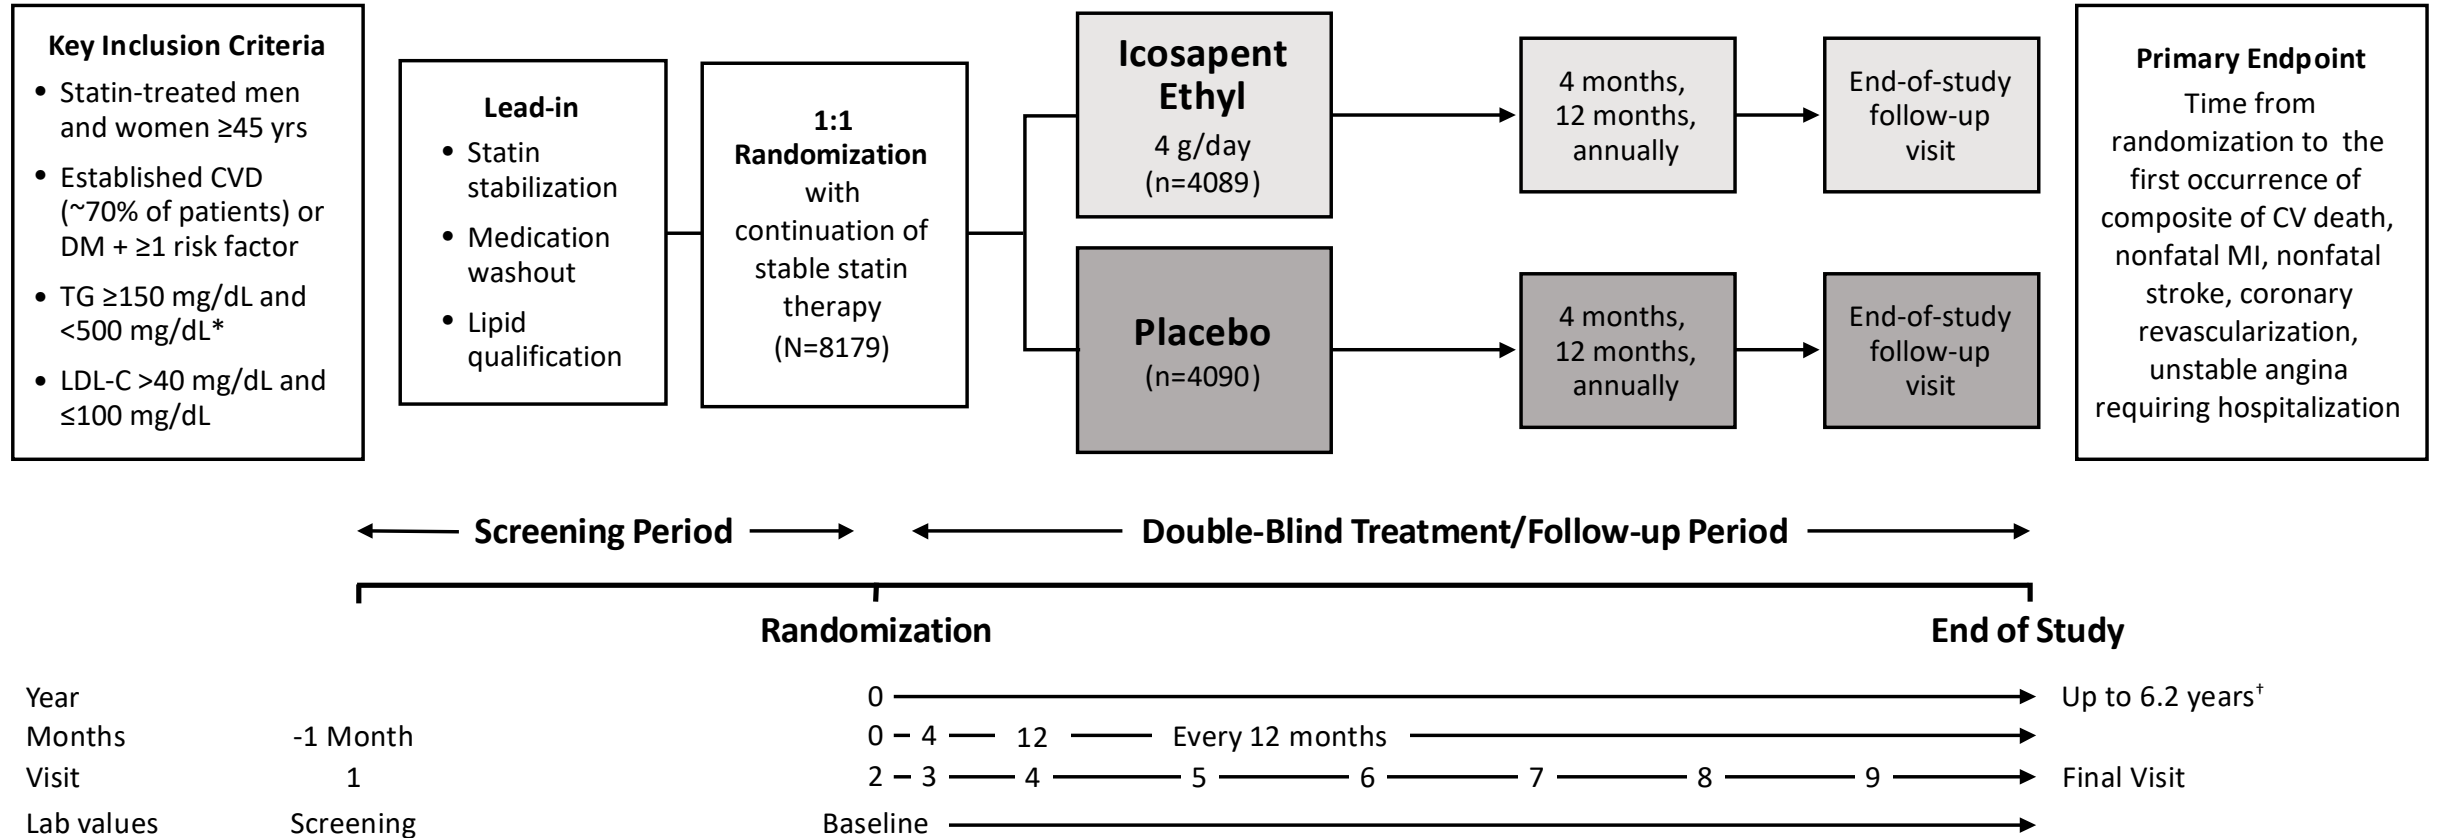 Key Inclusion Criteria
• Statin-treated men
and women ≥45 yrs
• Established CVD
(~70% of patients) or
DM + ≥1 risk factor
• TG ≥150 mg/dL and
<500 mg/dL*
• LDL-C >40 mg/dL and
≤100 mg/dL
Lead-in
• Statin
stabilization
• Medication
washout
• Lipid
qualification
1:1
Randomization
with
continuation of
stable statin
therapy
(N=8179)
Icosapent
Ethyl
4 g/day
(n=4089)
4 months,
12 months,
annually
End-of-study
follow-up
visit
Placebo
(n=4090)
4 months,
12 months,
annually
End-of-study
follow-up
visit
Primary Endpoint
Time from
randomization to the
first occurrence of
composite of CV death,
nonfatal MI, nonfatal
stroke, coronary
revascularization,
unstable angina
requiring hospitalization
Screening Period
Double-Blind Treatment/Follow-up Period
Randomization
End of Study
Year 0 Up to 6.2 years†
Months -1 Month 0 4 12 Every 12 months
Visit 1 2 3 4 5 6 7 8 9 Final Visit
Lab values Screening Baseline